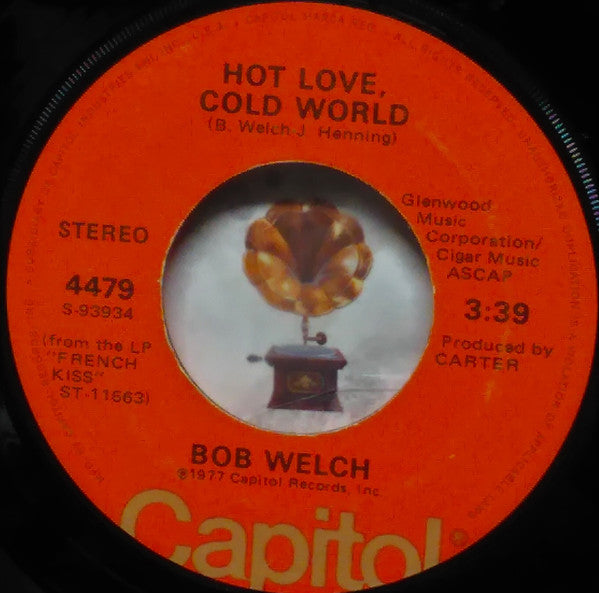 HOT LOVE,
COLD WORLD
(B. Welch J. Henning)
STEREO
4479
S-93934
(from the LP
"FRENCH
KISS"
ST-11663)
Glenwood
Music
Corporation/
Cigar Music
ASCAP
3:39
Produced by
CARTER
BOB WELCH
℗1977 Capitol Records, Inc.
Capitol®